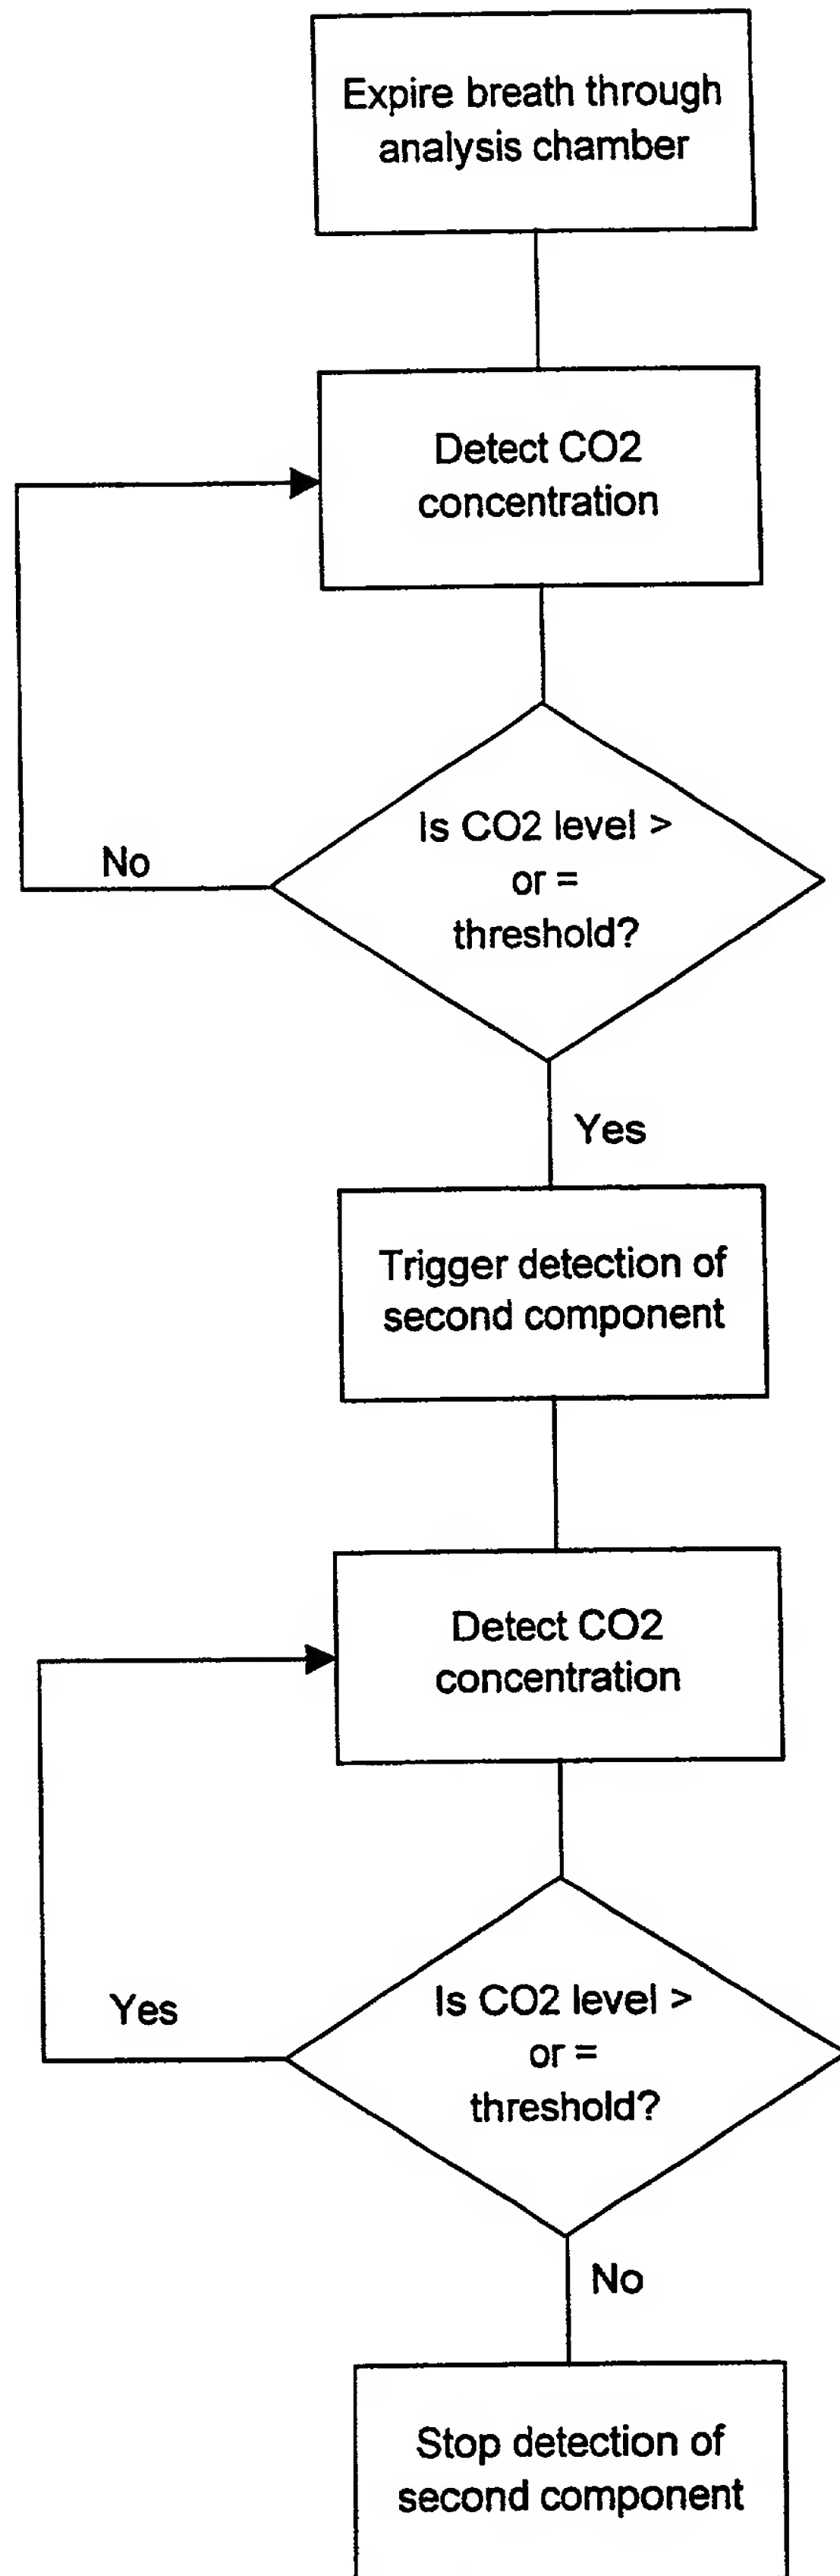 Expire breath through
analysis chamber
Detect CO2
concentration
Is CO2 level >
or =
threshold?
No
Yes
Trigger detection of
second component
Detect CO2
concentration
Is CO2 level >
or =
threshold?
Yes
No
Stop detection of
second component